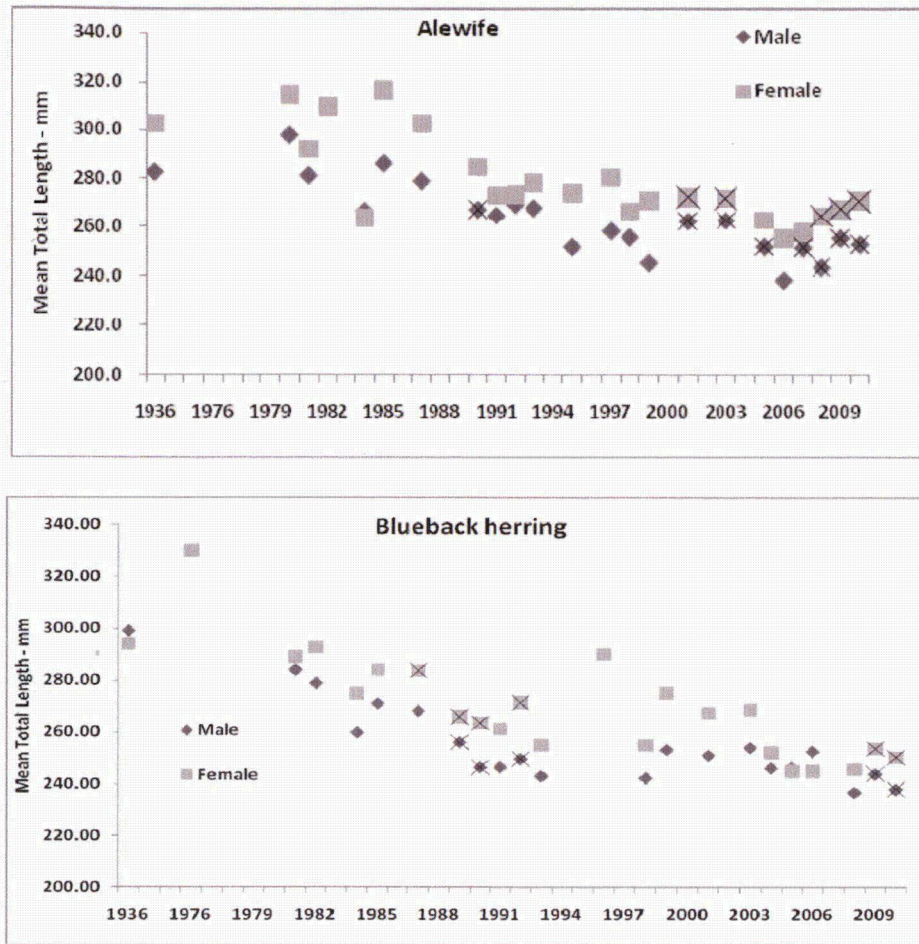 Alewife
Male
Female
Mean Total Length - mm
340.0
320.0
300.0
280.0
260.0
240.0
220.0
200.0
1936 1976 1979 1982 1985 1988 1991 1994 1997 2000 2003 2006 2009
Blueback herring
Mean Total Length - mm
340.00
320.00
300.00
280.00
260.00
240.00
220.00
200.00
Male
Female
1936 1976 1979 1982 1985 1988 1991 1994 1997 2000 2003 2006 2009